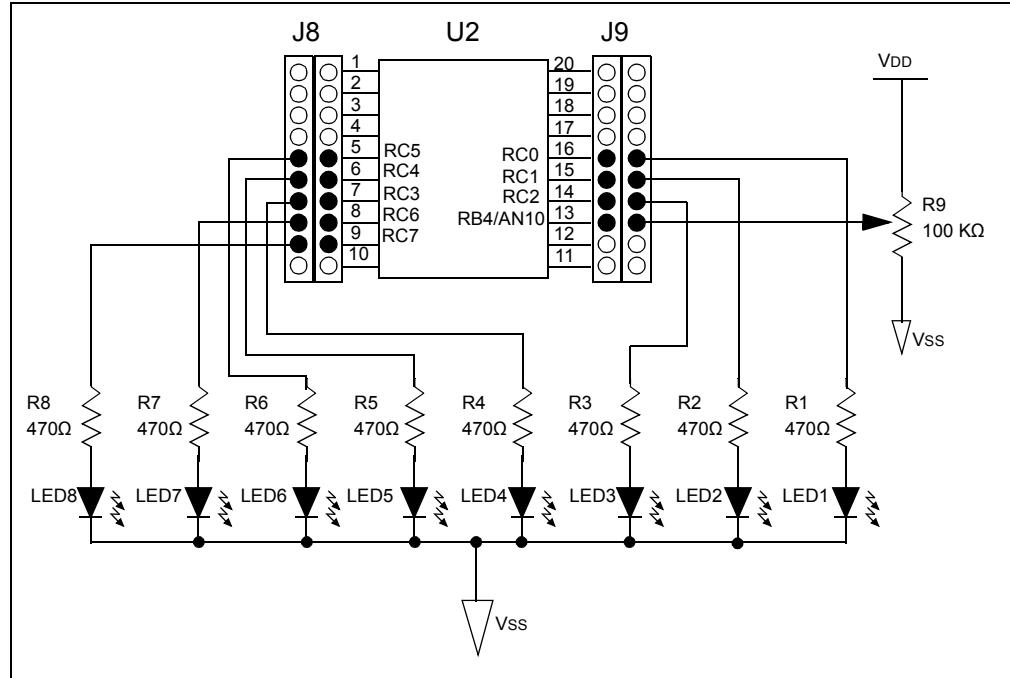 J8 U2 J9
1 20
2 19
3 18
4 17
5 RC5 RC0 16
6 RC4 RC1 15
7 RC3 RC2 14
8 RC6 RB4/AN10 13
9 RC7 12
10 11
VDD
R9
100 KΩ
VSS
R8 R7 R6 R5 R4 R3 R2 R1
470Ω 470Ω 470Ω 470Ω 470Ω 470Ω 470Ω 470Ω
LED8 LED7 LED6 LED5 LED4 LED3 LED2 LED1
VSS